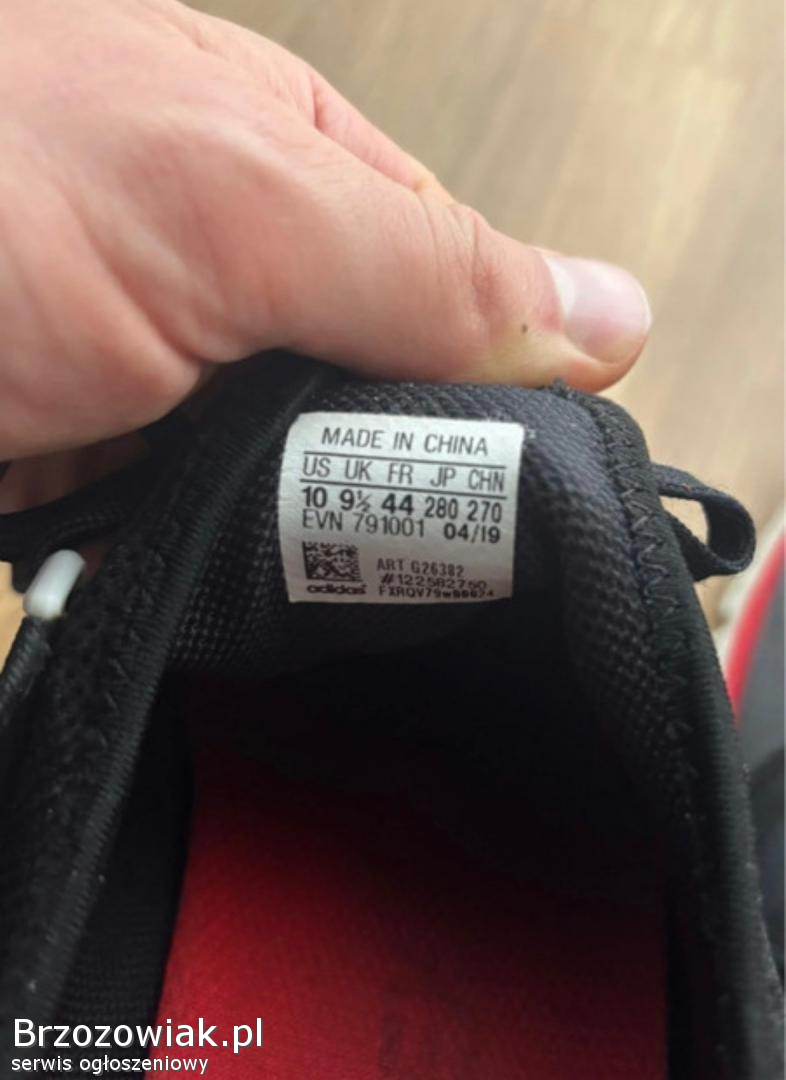 MADE IN CHINA
US UK FR JP CHN
10 9½ 44 280 270
EVN 791001 04/19
ART G26382
#122582750
adidas
Brzozowiak.pl
serwis ogłoszeniowy